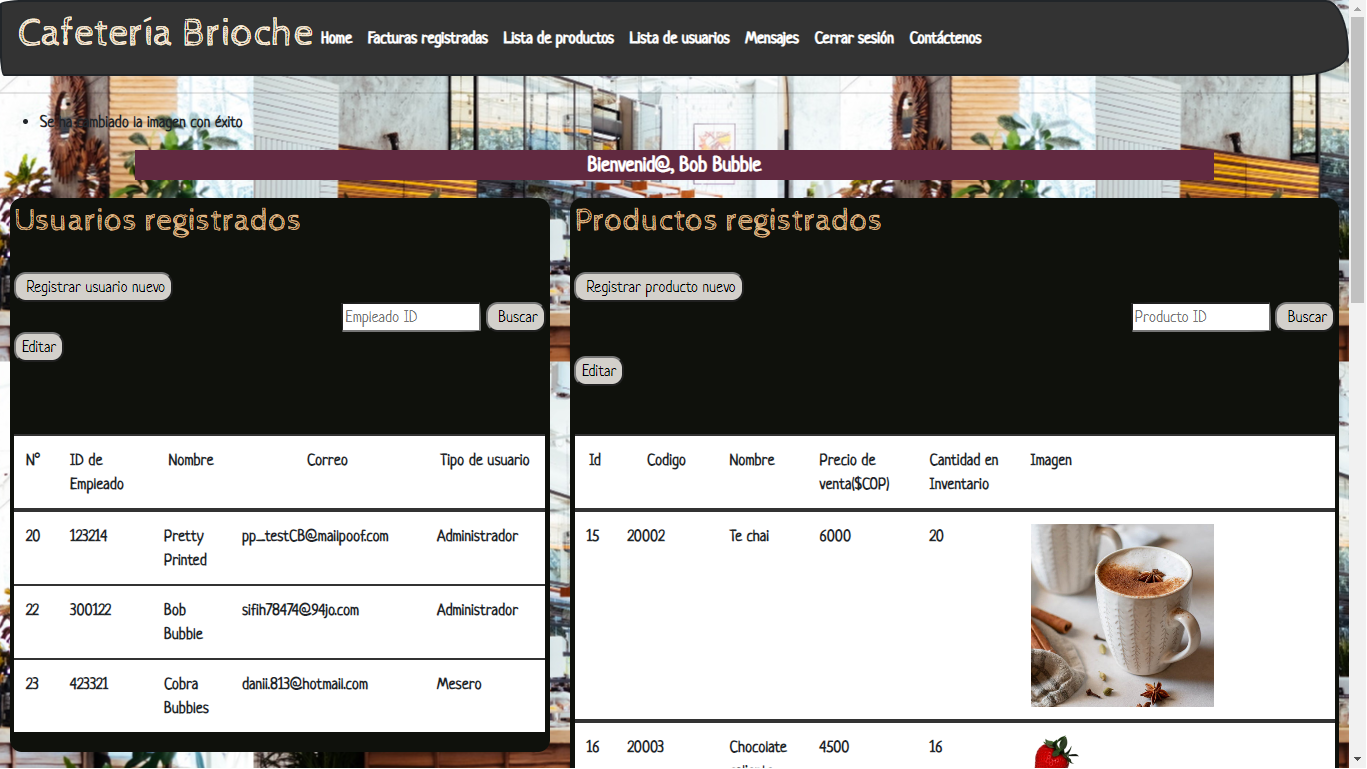 Cafetería Brioche Home Facturas registradas Lista de productos Lista de usuarios Mensajes Cerrar sesión Contáctenos
Se ha cambiado la imagen con éxito
Bienvenid@, Bob Bubble
Usuarios registrados
Registrar usuario nuevo
Empleado ID Buscar
Editar
N° ID de Empleado Nombre Correo Tipo de usuario
20 123214 Pretty Printed pp_testCB@mailpoof.com Administrador
22 300122 Bob Bubble sifih78474@94jo.com Administrador
23 423321 Cobra Bubbles danii.813@hotmail.com Mesero
Productos registrados
Registrar producto nuevo
Producto ID Buscar
Editar
Id Codigo Nombre Precio de venta($COP) Cantidad en Inventario Imagen
15 20002 Te chai 6000 20
16 20003 Chocolate 4500 16